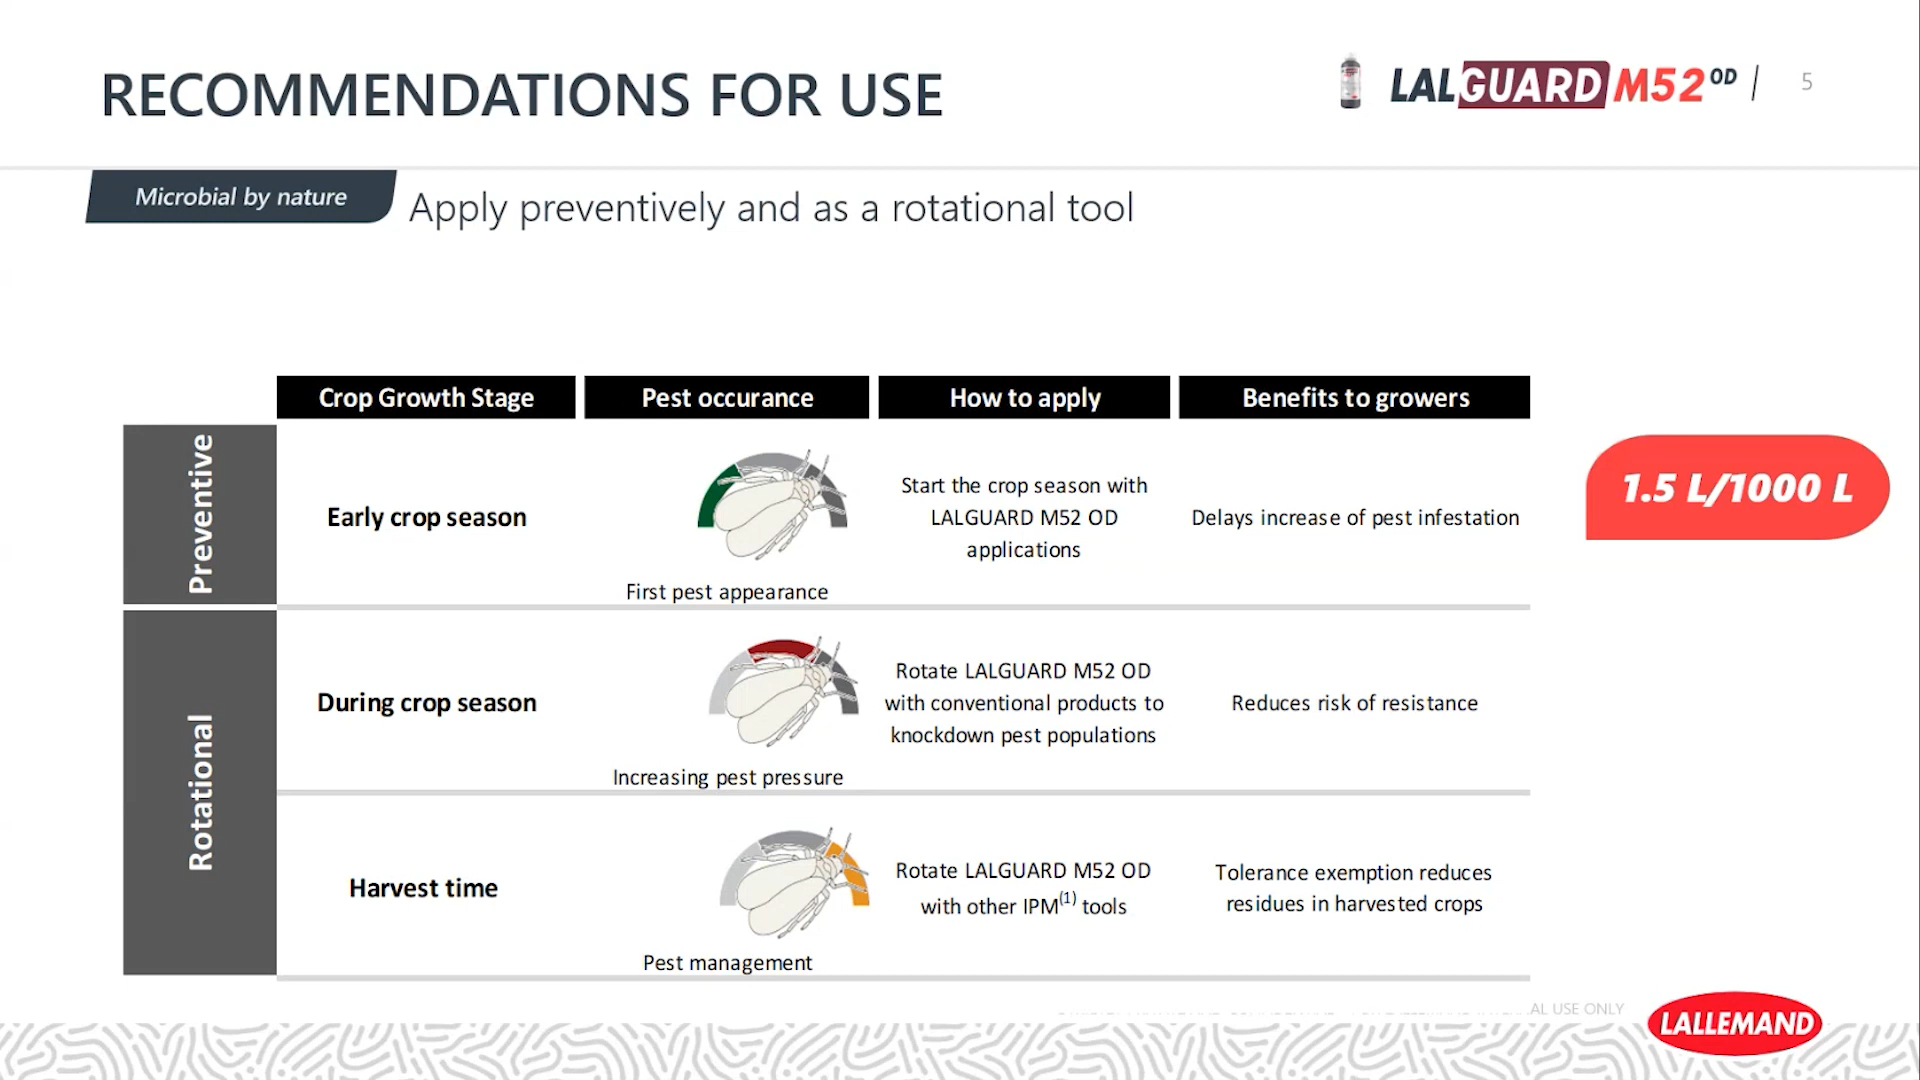 RECOMMENDATIONS FOR USE
LALGUARD M52 OD | 5
Microbial by nature
Apply preventively and as a rotational tool
Crop Growth Stage
Pest occurance
How to apply
Benefits to growers
Preventive
Early crop season
First pest appearance
Start the crop season with
LALGUARD M52 OD
applications
Delays increase of pest infestation
1.5 L/1000 L
Rotational
During crop season
Increasing pest pressure
Rotate LALGUARD M52 OD
with conventional products to
knockdown pest populations
Reduces risk of resistance
Harvest time
Pest management
Rotate LALGUARD M52 OD
with other IPM(1) tools
Tolerance exemption reduces
residues in harvested crops
USE ONLY
LALLEMAND